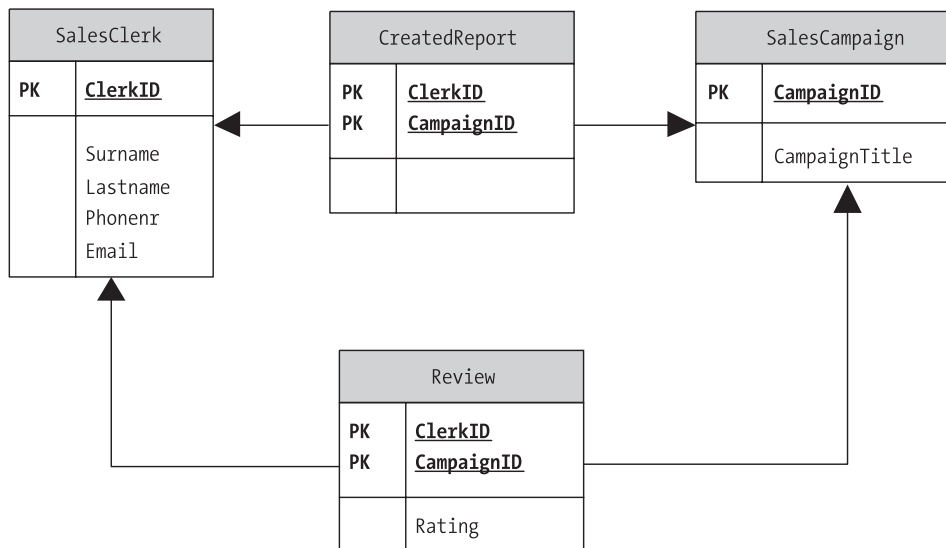 SalesClerk
PK ClerkID
Surname
Lastname
Phonenr
Email
CreatedReport
PK ClerkID
PK CampaignID
SalesCampaign
PK CampaignID
CampaignTitle
Review
PK ClerkID
PK CampaignID
Rating